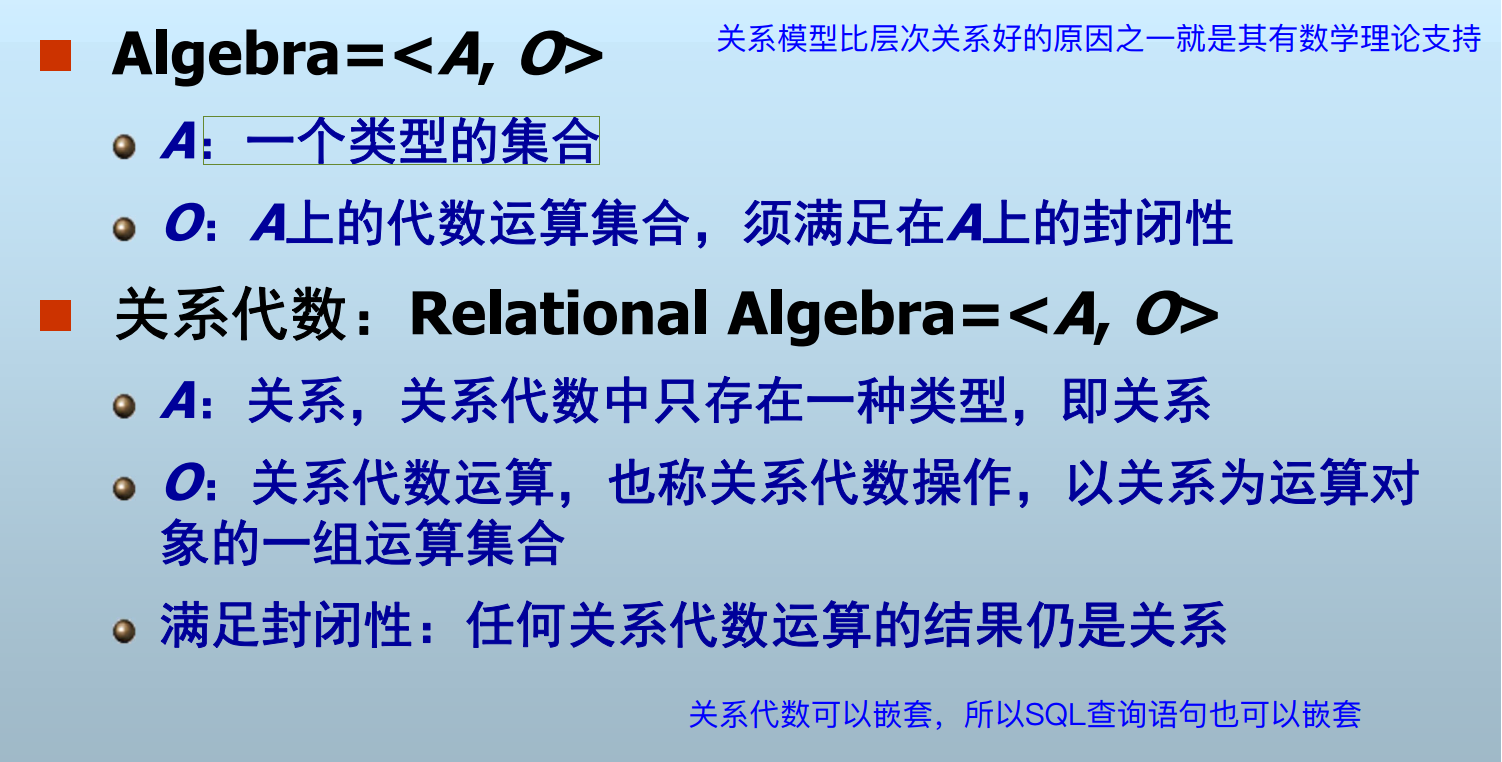 Algebra=<A, O>
关系模型比层次关系好的原因之一就是其有数学理论支持
A：一个类型的集合
O：A上的代数运算集合，须满足在A上的封闭性
关系代数：Relational Algebra=<A, O>
A：关系，关系代数中只存在一种类型，即关系
O：关系代数运算，也称关系代数操作，以关系为运算对
象的一组运算集合
满足封闭性：任何关系代数运算的结果仍是关系
关系代数可以嵌套，所以SQL查询语句也可以嵌套